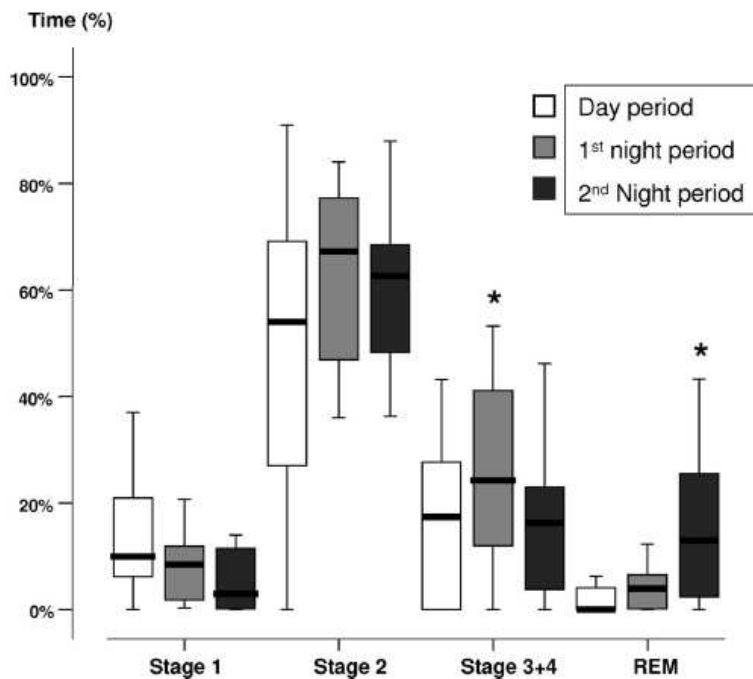 Time (%)
100%
80%
60%
40%
20%
0%
Day period
1st night period
2nd Night period
*
*
Stage 1 Stage 2 Stage 3+4 REM